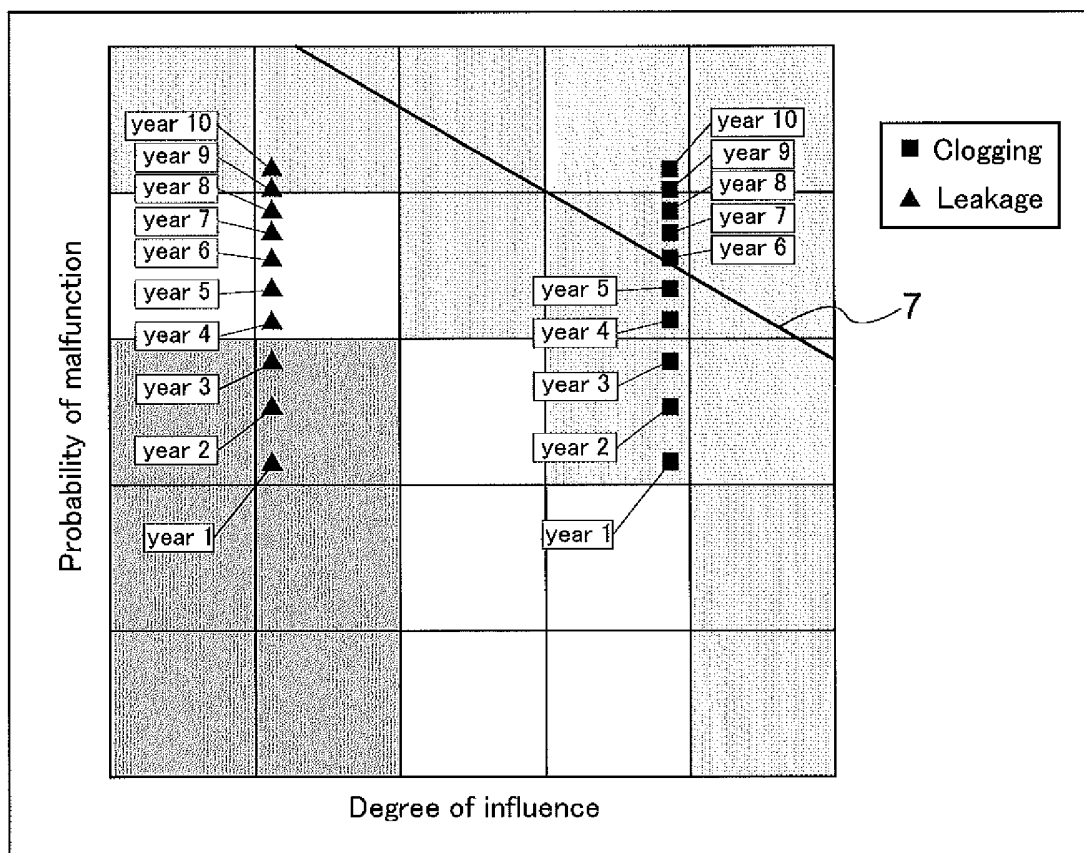 year 10
year 9
year 8
year 7
year 6
year 5
year 4
year 3
year 2
year 1
year 10
year 9
year 8
year 7
year 6
year 5
year 4
year 3
year 2
year 1
Clogging
Leakage
7
Probability of malfunction
Degree of influence